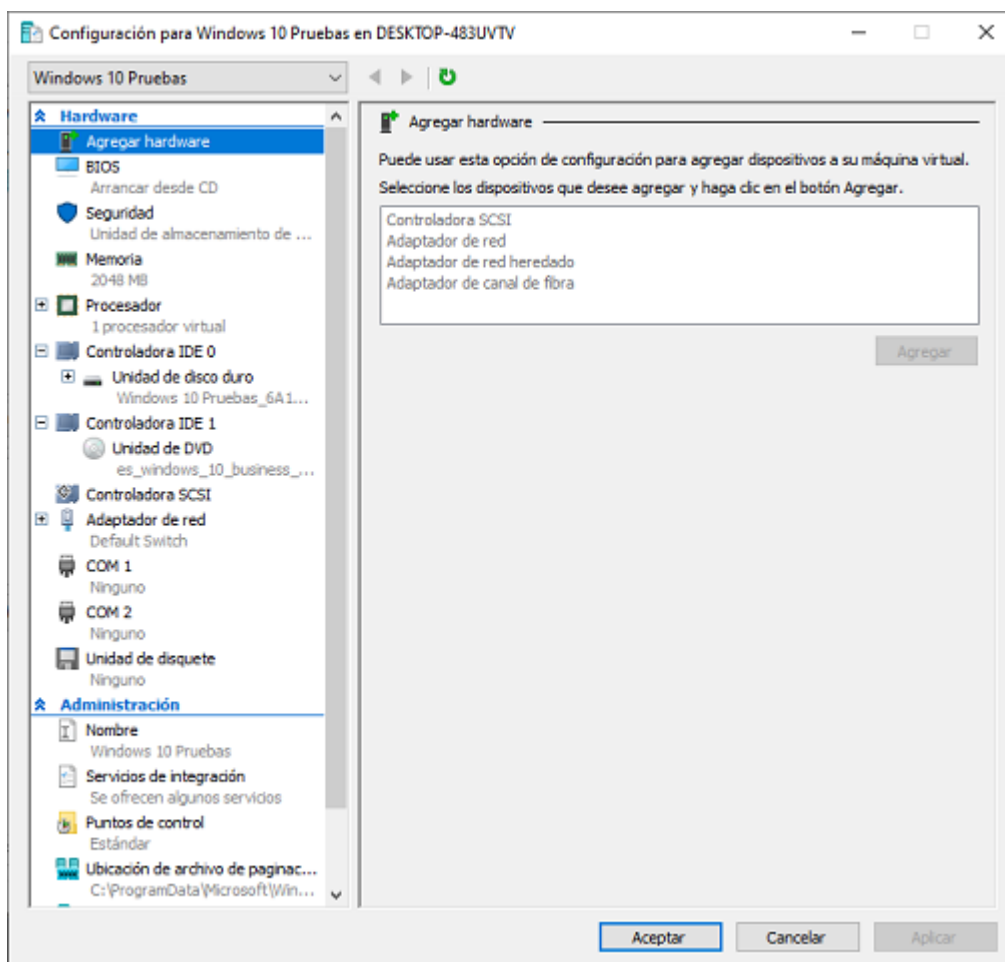 Configuración para Windows 10 Pruebas en DESKTOP-483UVTV
Windows 10 Pruebas
Hardware
Agregar hardware
BIOS
Arrancar desde CD
Seguridad
Unidad de almacenamiento de ...
Memoria
2048 MB
Procesador
1 procesador virtual
Controladora IDE 0
Unidad de disco duro
Windows 10 Pruebas_6A1...
Controladora IDE 1
Unidad de DVD
es_windows_10_business_...
Controladora SCSI
Adaptador de red
Default Switch
COM 1
Ninguno
COM 2
Ninguno
Unidad de disquete
Ninguno
Administración
Nombre
Windows 10 Pruebas
Servicios de integración
Se ofrecen algunos servicios
Puntos de control
Estándar
Ubicación de archivo de paginac...
C:\ProgramData\Microsoft\Win...
Agregar hardware
Puede usar esta opción de configuración para agregar dispositivos a su máquina virtual.
Seleccione los dispositivos que desee agregar y haga clic en el botón Agregar.
Controladora SCSI
Adaptador de red
Adaptador de red heredado
Adaptador de canal de fibra
Agregar
Aceptar
Cancelar
Aplicar